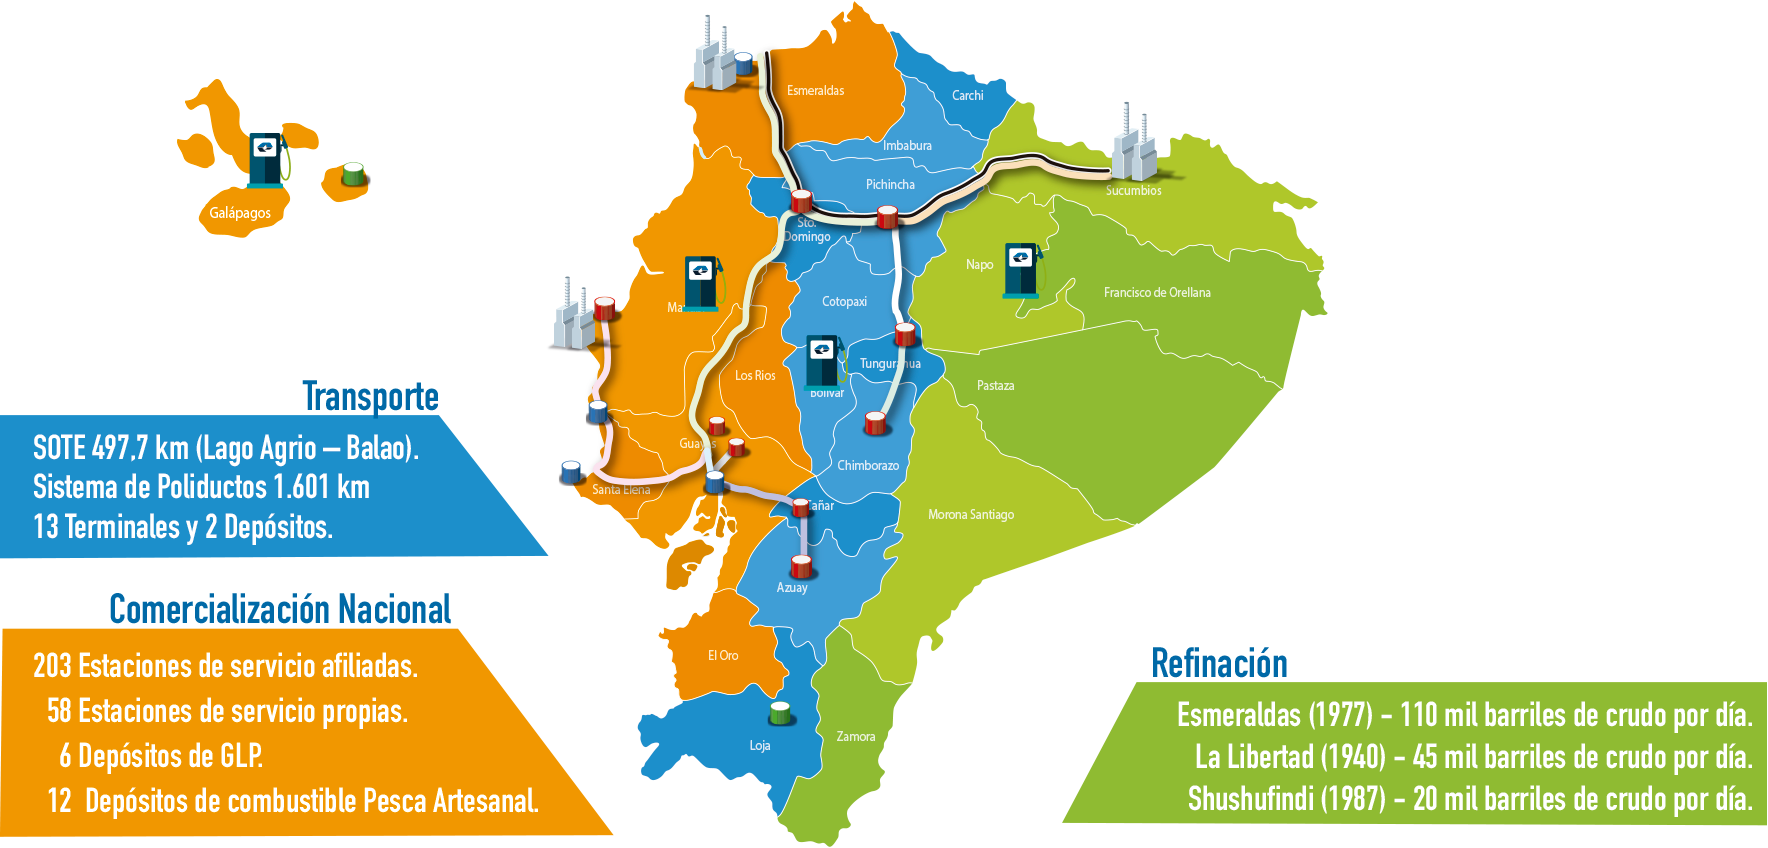 Esmeraldas
Carchi
Imbabura
Pichincha
Sucumbios
Galápagos
Sto.
Domingo
Napo
Francisco de Orellana
Cotopaxi
Ma
Los Rios
Tungurahua
Bolívar
Pastaza
Guayas
Chimborazo
Santa Elena
Cañar
Morona Santiago
Azuay
El Oro
Loja
Zamora
Transporte
SOTE 497,7 km (Lago Agrio – Balao).
Sistema de Poliductos 1.601 km
13 Terminales y 2 Depósitos.
Comercialización Nacional
203 Estaciones de servicio afiliadas.
58 Estaciones de servicio propias.
6 Depósitos de GLP.
12 Depósitos de combustible Pesca Artesanal.
Refinación
Esmeraldas (1977) - 110 mil barriles de crudo por día.
La Libertad (1940) - 45 mil barriles de crudo por día.
Shushufindi (1987) - 20 mil barriles de crudo por día.